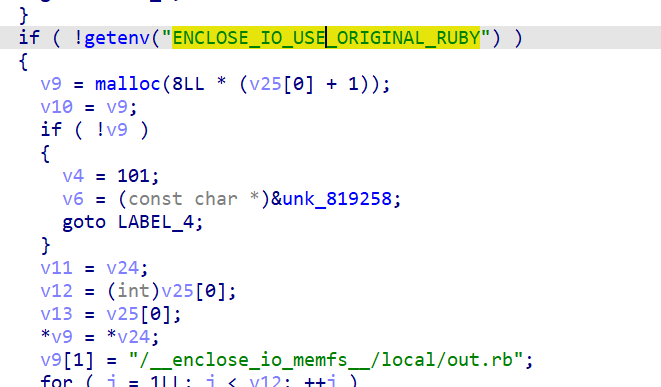 }
if ( !getenv("ENCLOSE_IO_USE_ORIGINAL_RUBY") )
{
v9 = malloc(8LL * (v25[0] + 1));
v10 = v9;
if ( !v9 )
{
v4 = 101;
v6 = (const char *)&unk_819258;
goto LABEL_4;
}
v11 = v24;
v12 = (int)v25[0];
v13 = v25[0];
*v9 = *v24;
v9[1] = "/__enclose_io_memfs__/local/out.rb";
for ( i = 1LL; i < v12; ++i )